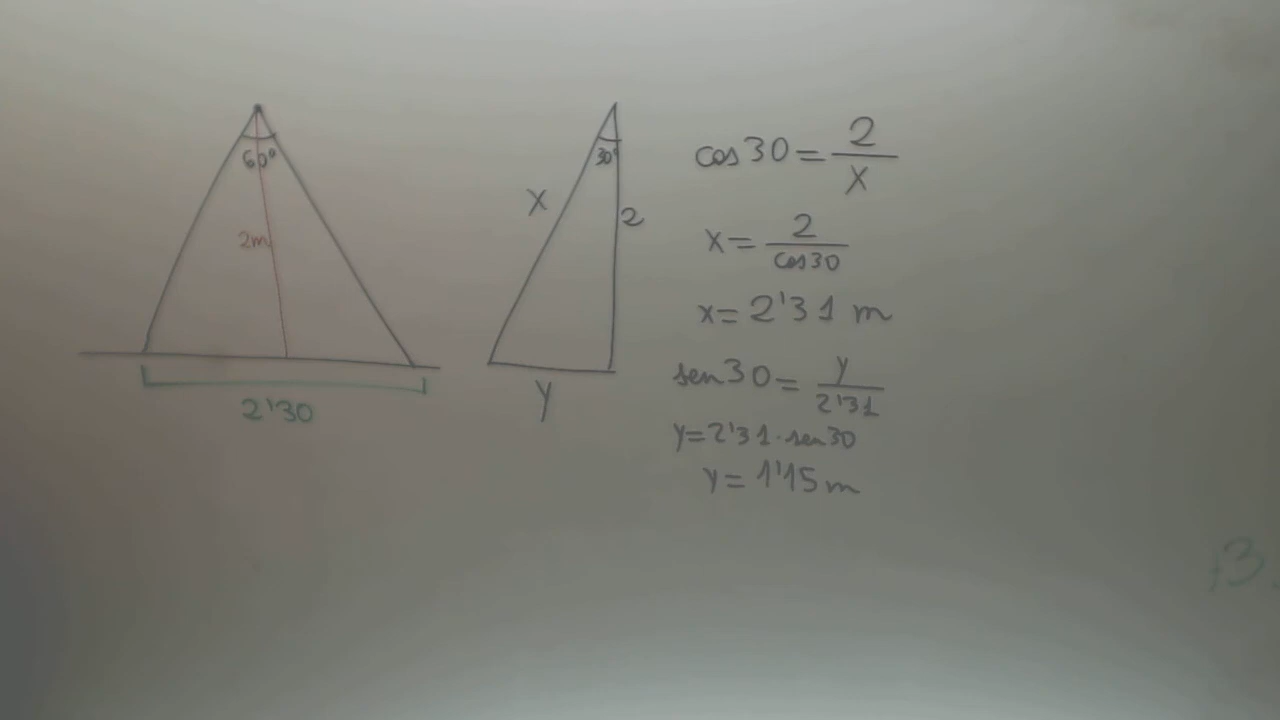 60°
2m
2'30
30°
x
2
y
cos 30 = 2/x
x = 2/cos 30
x = 2'31 m
sen 30 = y/2'31
y = 2'31 · sen 30
y = 1'15 m